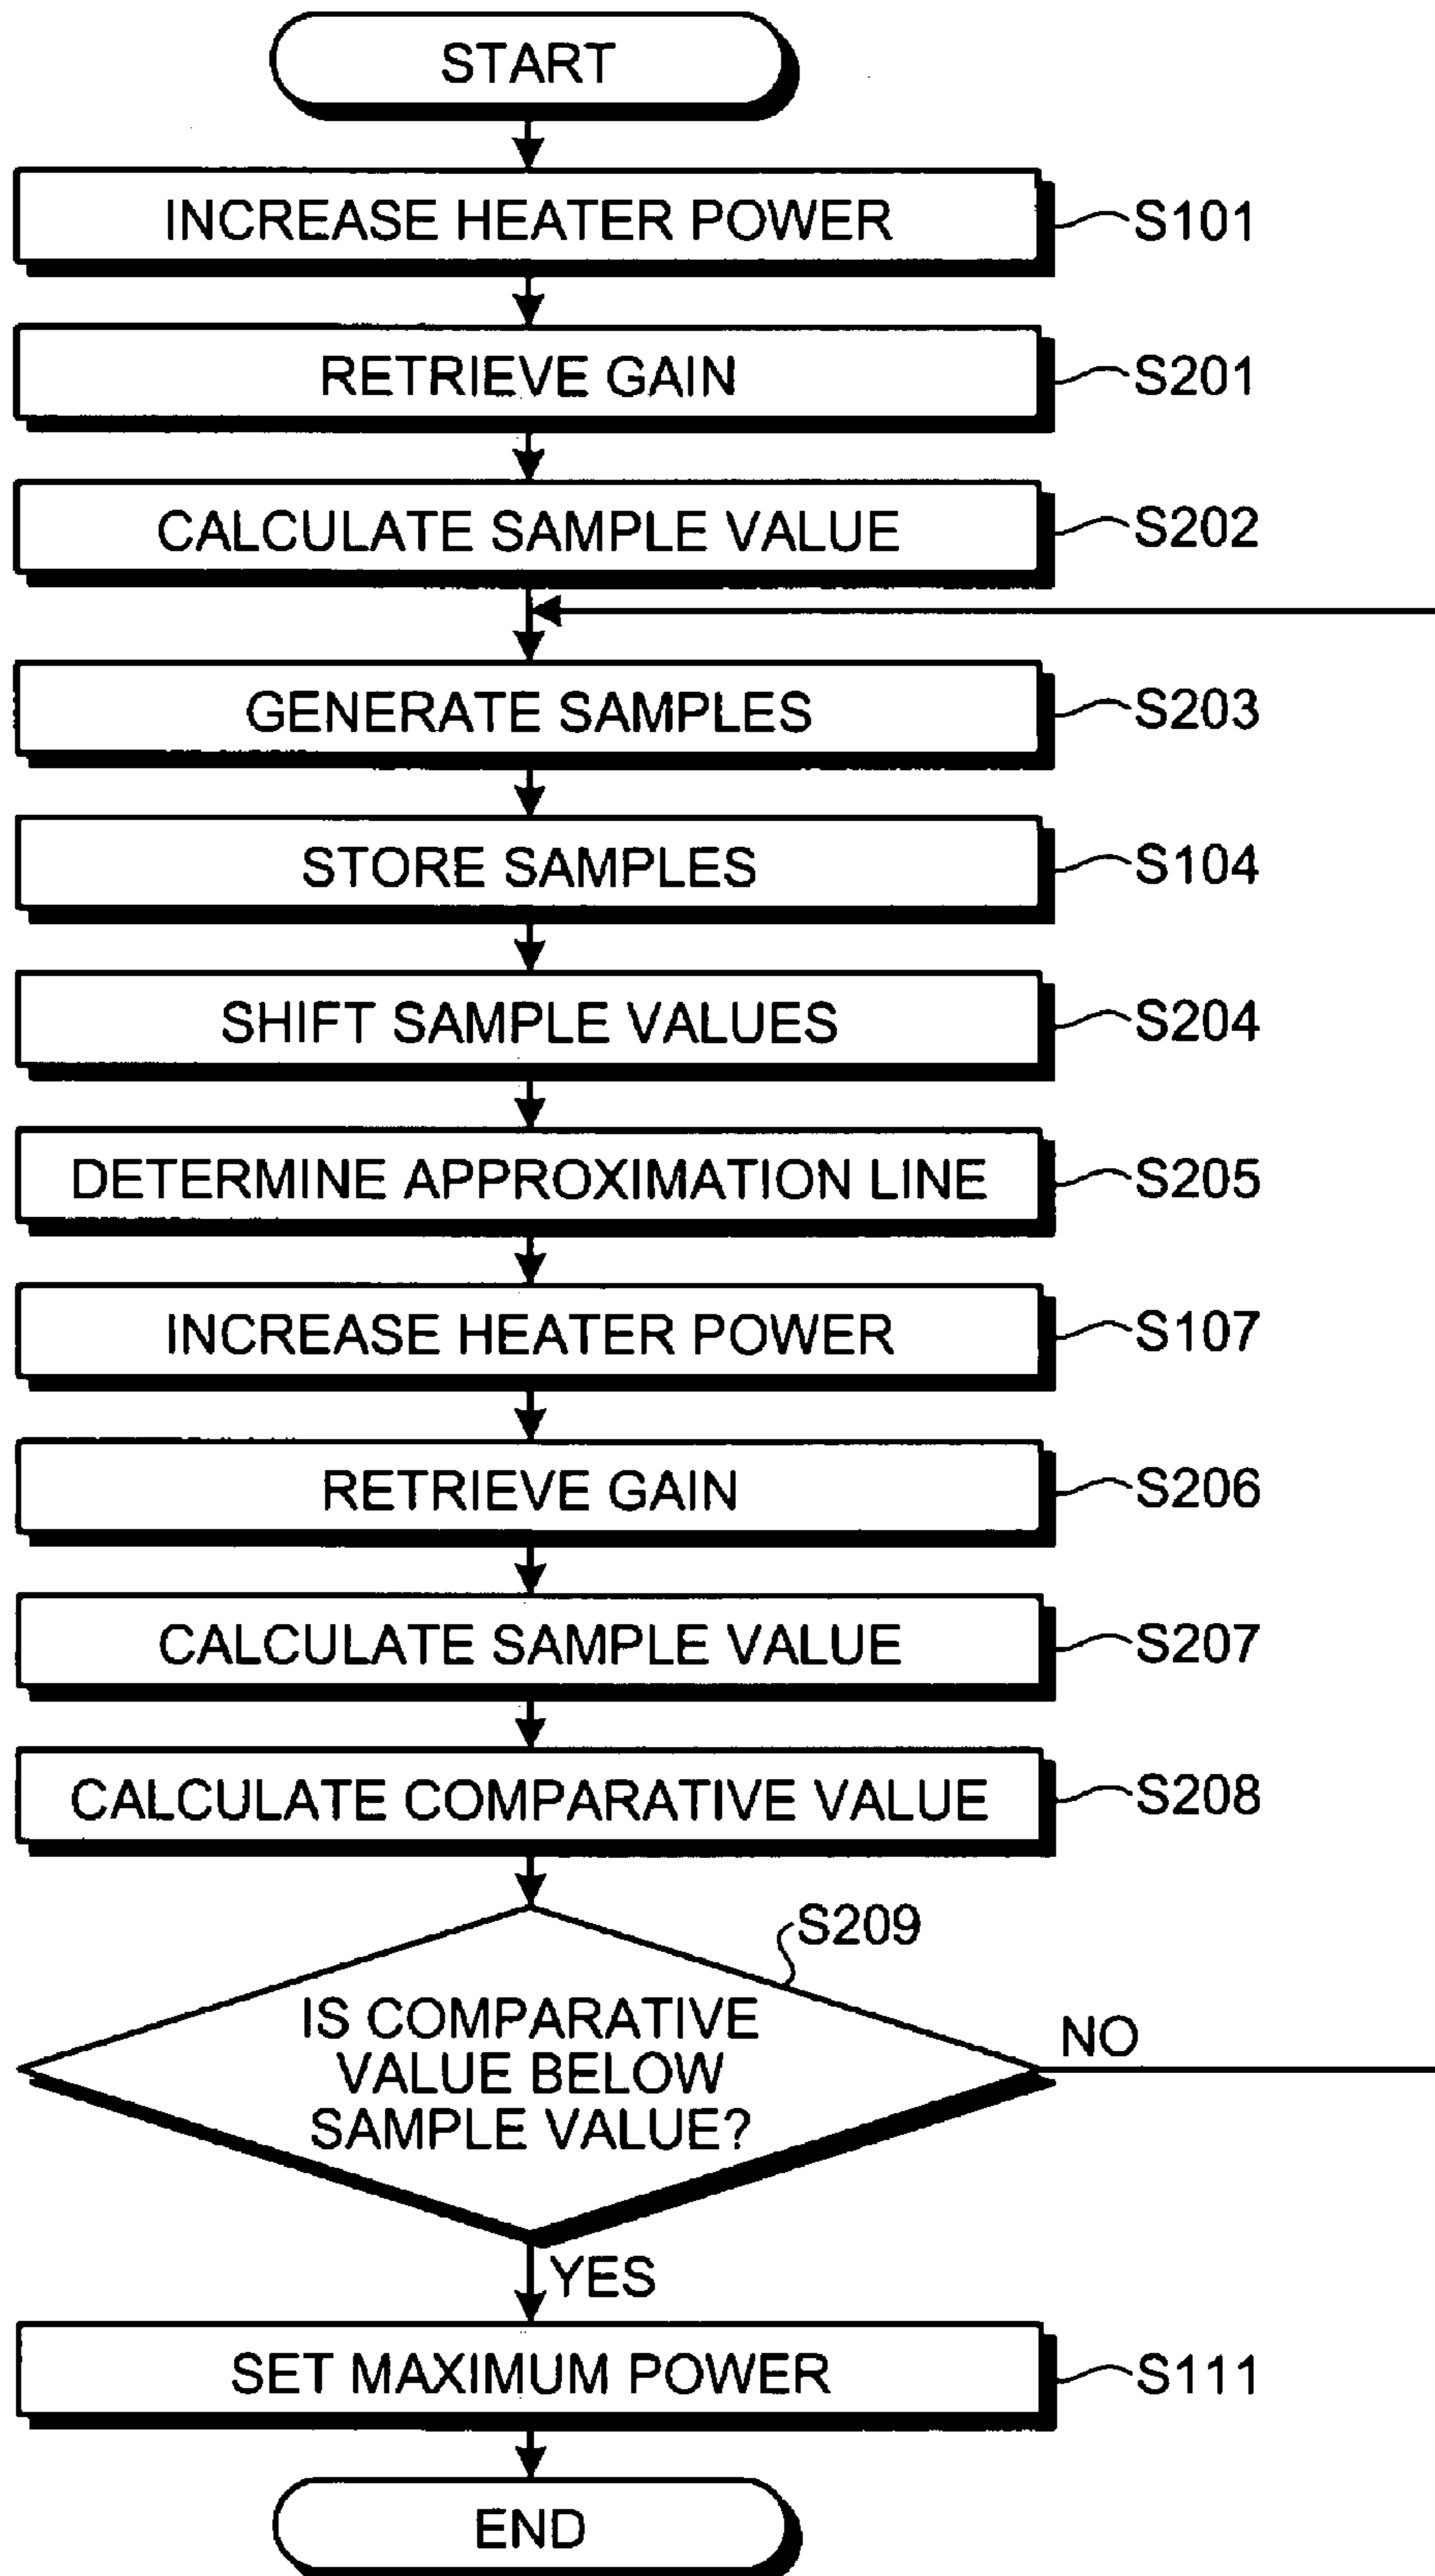 START
INCREASE HEATER POWER
S101
RETRIEVE GAIN
S201
CALCULATE SAMPLE VALUE
S202
GENERATE SAMPLES
S203
STORE SAMPLES
S104
SHIFT SAMPLE VALUES
S204
DETERMINE APPROXIMATION LINE
S205
INCREASE HEATER POWER
S107
RETRIEVE GAIN
S206
CALCULATE SAMPLE VALUE
S207
CALCULATE COMPARATIVE VALUE
S208
S209
IS COMPARATIVE
VALUE BELOW
SAMPLE VALUE?
NO
YES
SET MAXIMUM POWER
S111
END